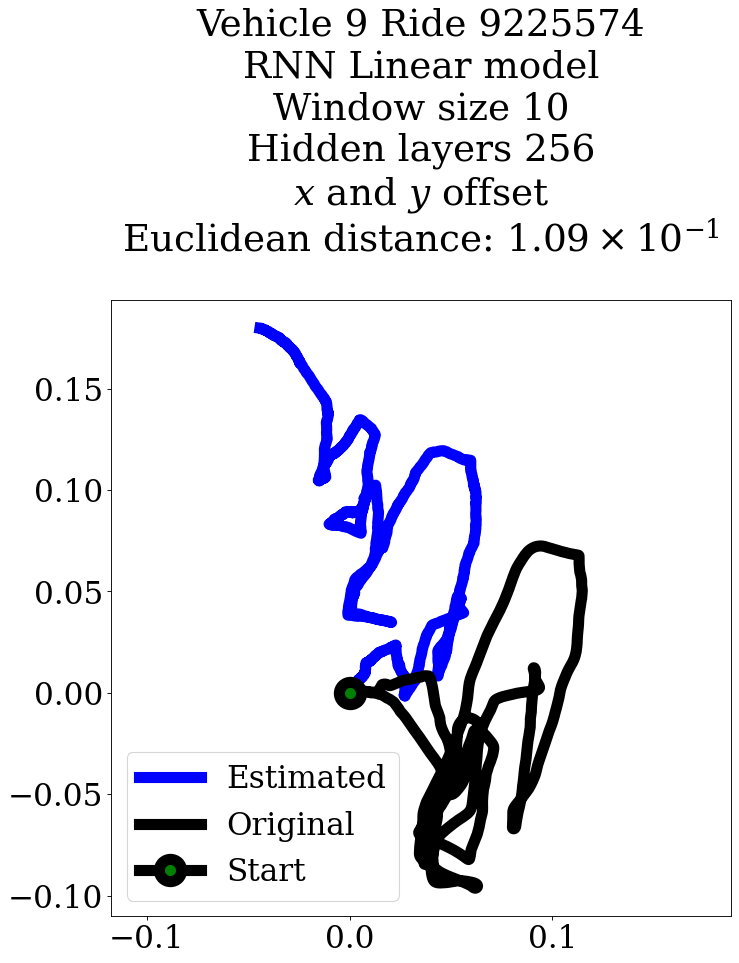 Vehicle 9 Ride 9225574
RNN Linear model
Window size 10
Hidden layers 256
x and y offset
Euclidean distance: 1.09 × 10⁻¹
0.15
0.10
0.05
0.00
−0.05
−0.10
Estimated
Original
Start
−0.1
0.0
0.1